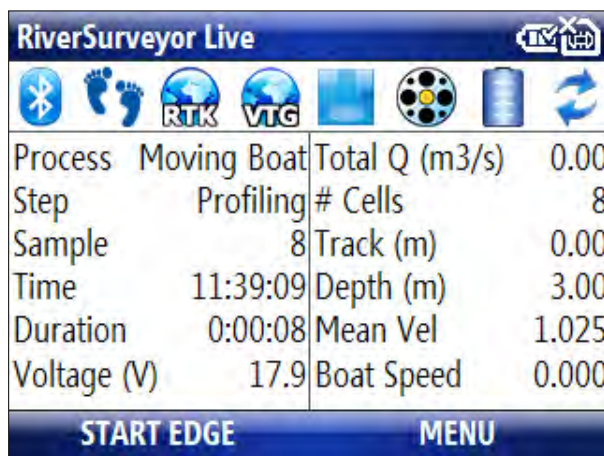 RiverSurveyor Live
RTK VTG
Process Moving Boat Total Q (m3/s) 0.00
Step Profiling # Cells 8
Sample 8 Track (m) 0.00
Time 11:39:09 Depth (m) 3.00
Duration 0:00:08 Mean Vel 1.025
Voltage (V) 17.9 Boat Speed 0.000
START EDGE MENU